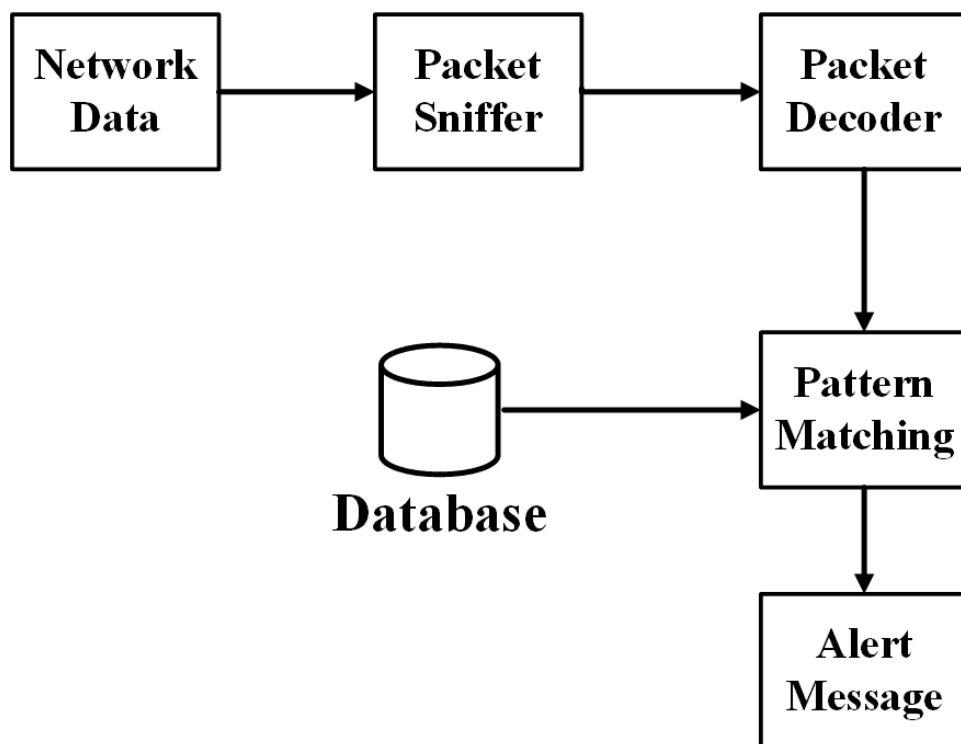 Network
Data
Packet
Sniffer
Packet
Decoder
Pattern
Matching
Database
Alert
Message